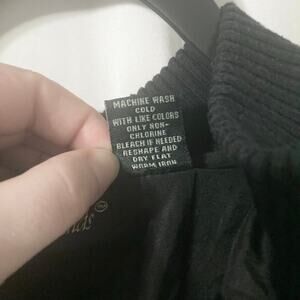 MACHINE WASH
COLD
WITH LIKE COLORS
ONLY NON-
CHLORINE
BLEACH IF NEEDED
RESHAPE AND
DRY FLAT
WARM IRON